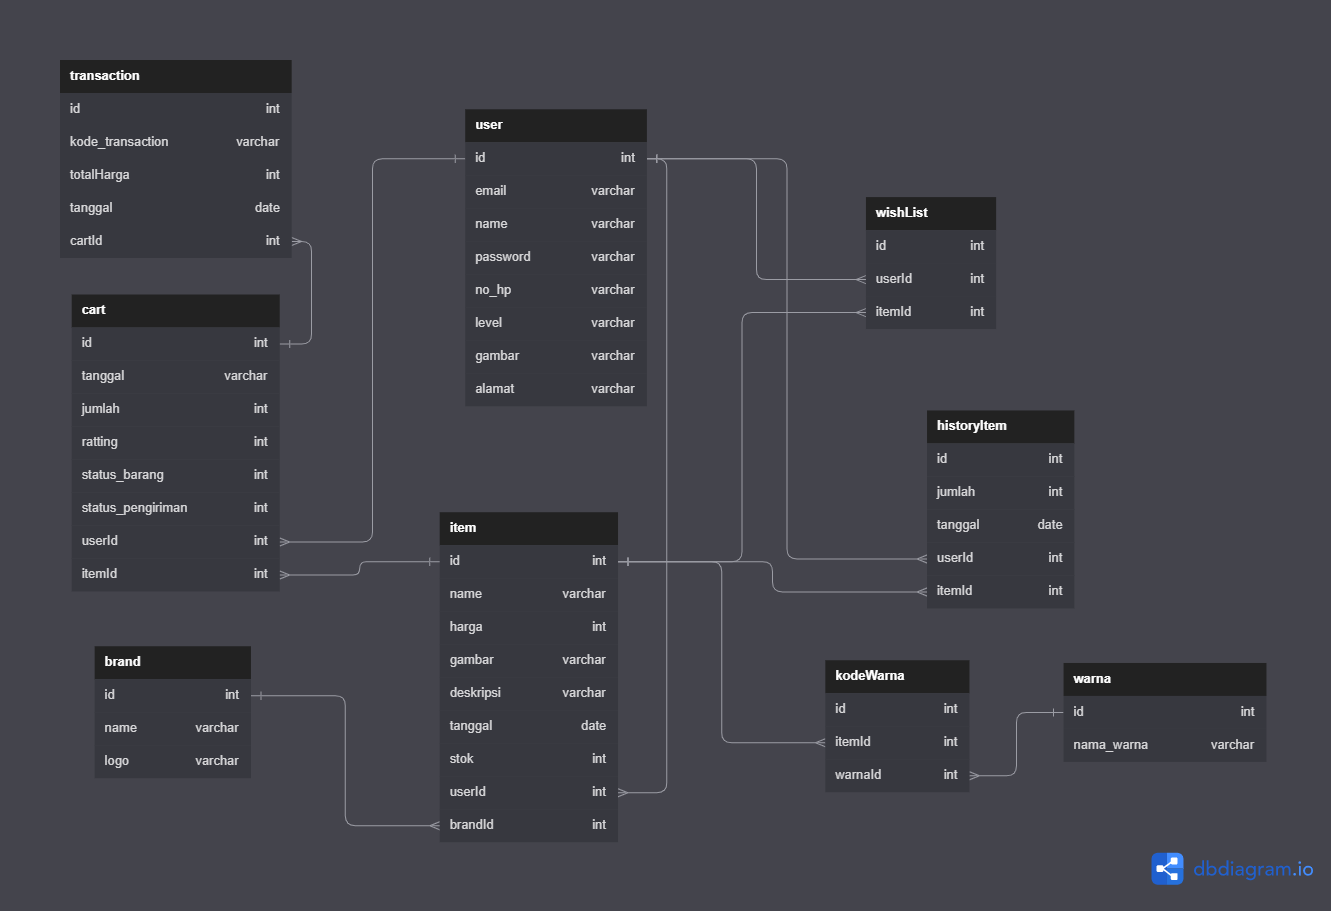 transaction
id int
kode_transaction varchar
totalHarga int
tanggal date
cartId int
cart
id int
tanggal varchar
jumlah int
ratting int
status_barang int
status_pengiriman int
userId int
itemId int
brand
id int
name varchar
logo varchar
user
id int
email varchar
name varchar
password varchar
no_hp varchar
level varchar
gambar varchar
alamat varchar
item
id int
name varchar
harga int
gambar varchar
deskripsi varchar
tanggal date
stok int
userId int
brandId int
wishList
id int
userId int
itemId int
historyItem
id int
jumlah int
tanggal date
userId int
itemId int
kodeWarna
id int
itemId int
warnaId int
warna
id int
nama_warna varchar
dbdiagram.io